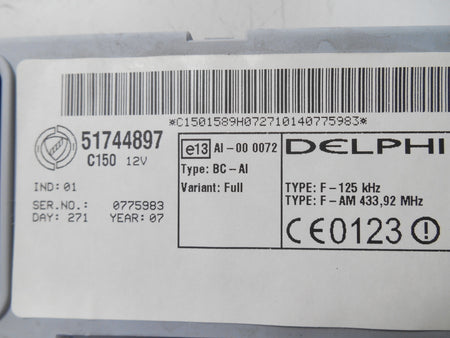 *C1501589H072710140775983*
51744897
C150 12V
IND: 01
SER.NO.: 0775983
DAY: 271 YEAR: 07
e13 AI-00 0072
Type: BC-AI
Variant: Full
DELPHI
TYPE: F-125 kHz
TYPE: F-AM 433,92 MHz
CE0123